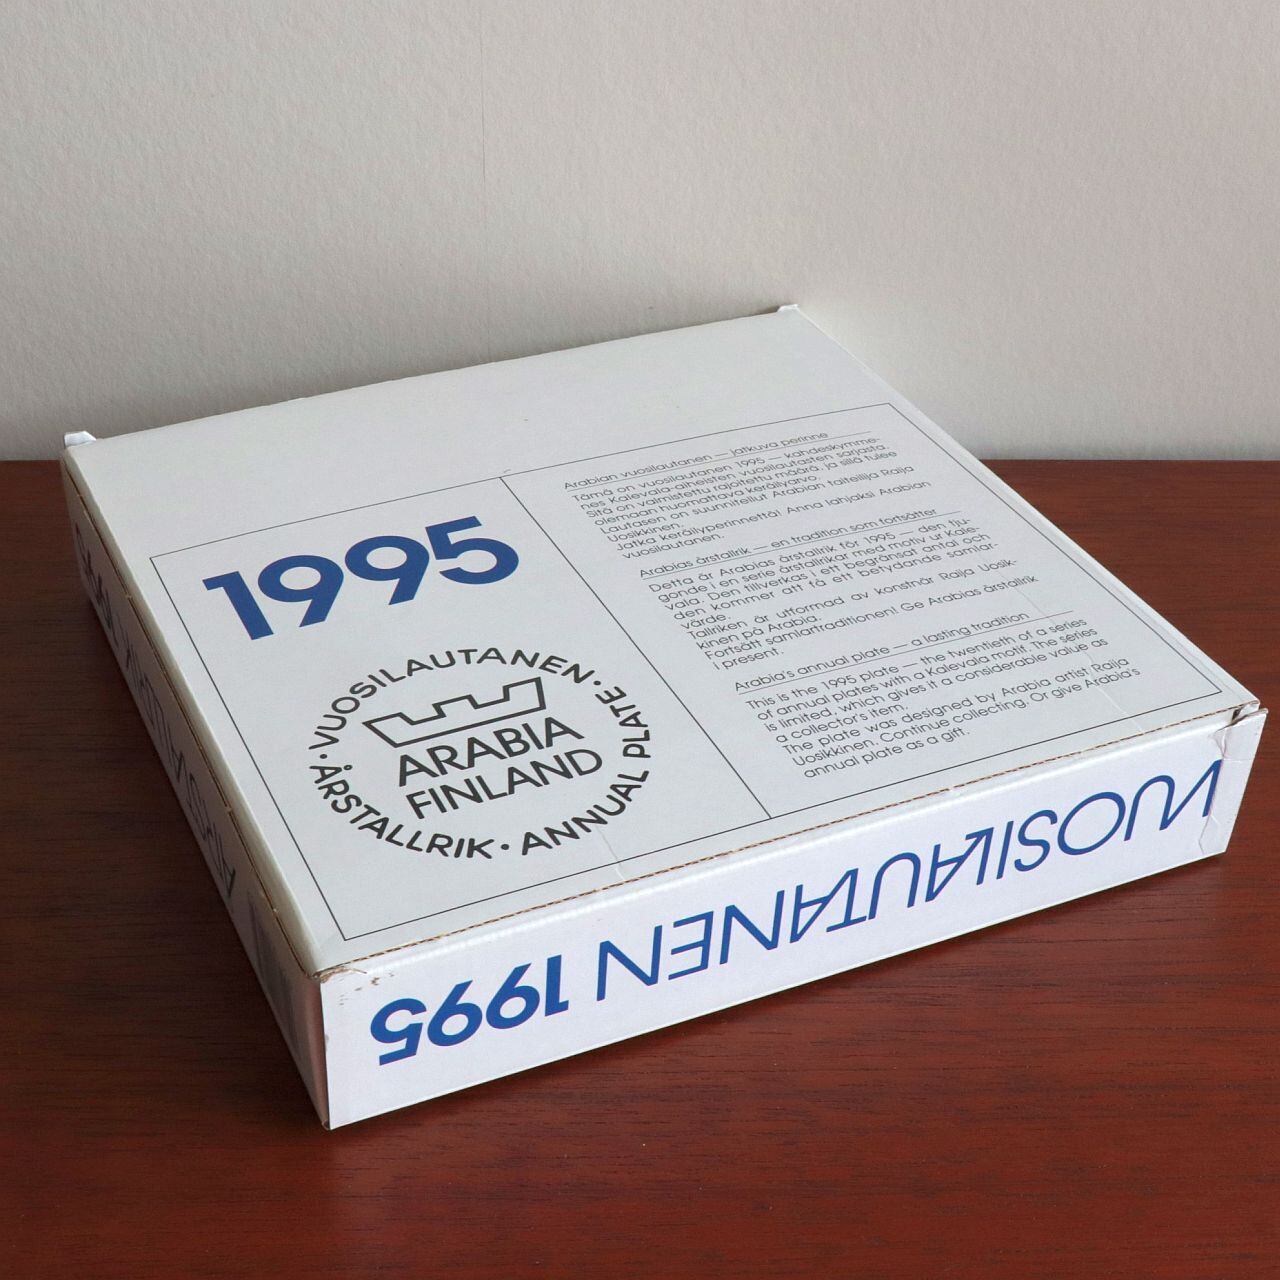 1995
VUOSILAUTANEN · ANNUAL PLATE · ÅRSTALLRIK ·
ARABIA
FINLAND
Arabian vuosilautanen — jatkuva perinne
Tämä on vuosilautanen 1995 — kahdeskymme-
nes Kalevala-aiheisten vuosilautasten sarjasta.
Sitä on valmistettu rajoitettu määrä, ja sillä tulee
olemaan huomattava keräilyarvo.
Lautasen on suunnitellut Arabian taiteilija Raija
Uosikkinen.
Jatka keräilyperinnettä! Anna lahjaksi Arabian
vuosilautanen.
Arabias årstallrik — en tradition som fortsätter
Detta är Arabias årstallrik för 1995 — den tju-
gonde i en serie årstallrikar med motiv ur Kale-
vala. Den tillverkas i ett begränsat antal och
den kommer att få ett betydande samlar-
värde.
Tallriken är utformad av konstnär Raija Uosik-
kinen på Arabia.
Fortsätt samlartraditionen! Ge Arabias årstallrik
i present.
Arabia's annual plate — a lasting tradition
This is the 1995 plate — the twentieth of a series
of annual plates with a Kalevala motif. The series
is limited, which gives it a considerable value as
a collector's item.
The plate was designed by Arabia artist Raija
Uosikkinen. Continue collecting. Or give Arabia's
annual plate as a gift.
VUOSILAUTANEN 1995